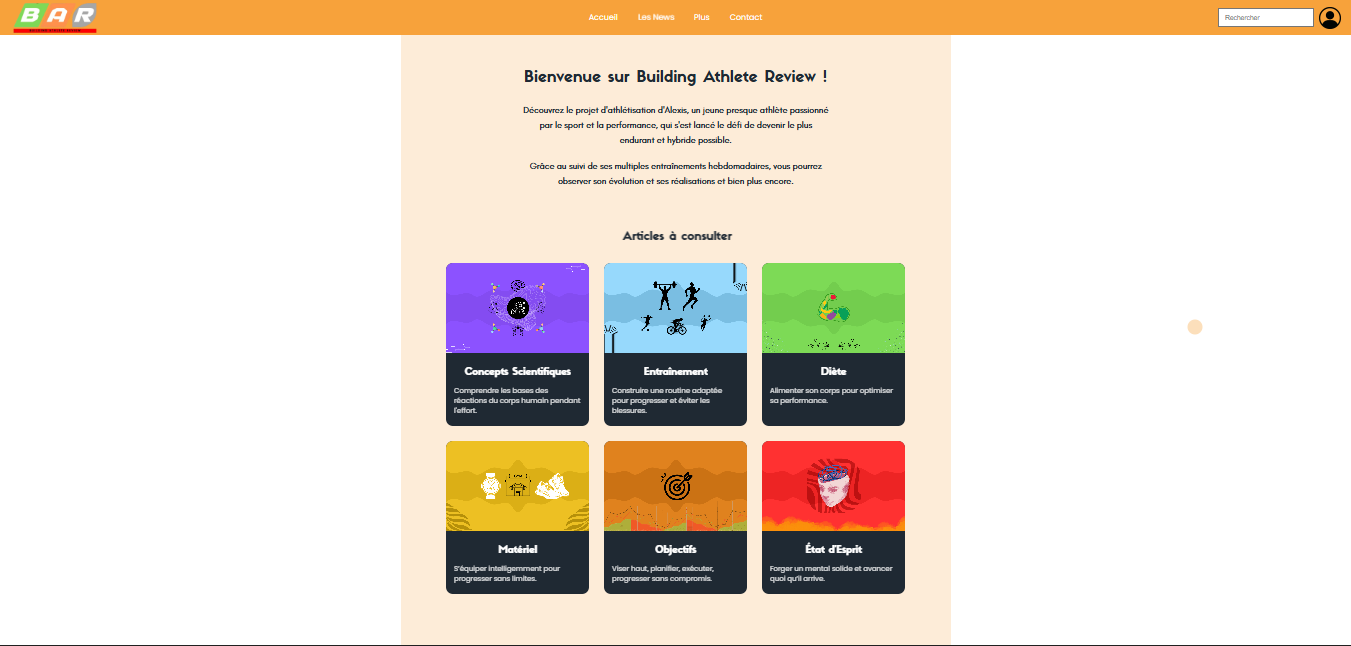 BAR
Accueil Les News Plus Contact
Rechercher
Bienvenue sur Building Athlete Review !
Découvrez le projet d'athlétisation d'Alexis, un jeune presque athlète passionné
par le sport et la performance, qui s'est lancé le défi de devenir le plus
endurant et hybride possible.
Grâce au suivi de ses multiples entraînements hebdomadaires, vous pourrez
observer son évolution et ses réalisations et bien plus encore.
Articles à consulter
Concepts Scientifiques
Comprendre les bases des
réactions du corps humain pendant
l'effort.
Entraînement
Construire une routine adaptée
pour progresser et éviter les
blessures.
Diète
Alimenter son corps pour optimiser
sa performance.
Matériel
S'équiper intelligemment pour
progresser sans limites.
Objectifs
Viser haut, planifier, exécuter,
progresser sans compromis.
État d'Esprit
Forger un mental solide et avancer
quoi qu'il arrive.